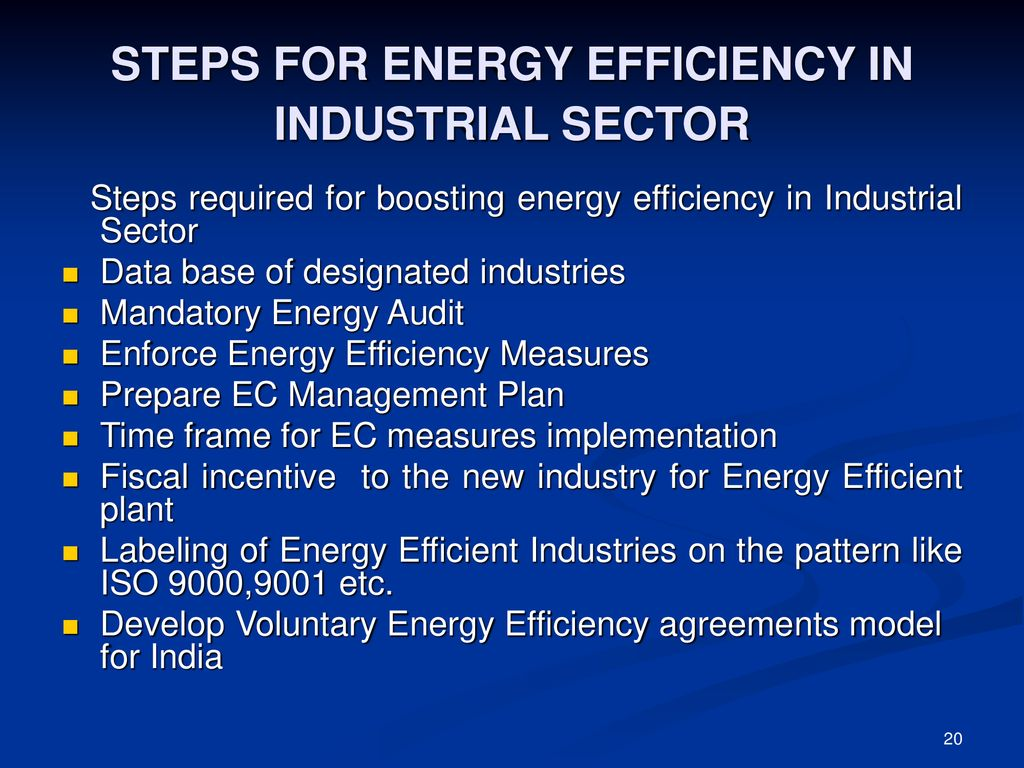 STEPS FOR ENERGY EFFICIENCY IN
INDUSTRIAL SECTOR
Steps required for boosting energy efficiency in Industrial
Sector
Data base of designated industries
Mandatory Energy Audit
Enforce Energy Efficiency Measures
Prepare EC Management Plan
Time frame for EC measures implementation
Fiscal incentive  to the new industry for Energy Efficient
plant
Labeling of Energy Efficient Industries on the pattern like
ISO 9000,9001 etc.
Develop Voluntary Energy Efficiency agreements model
for India
20